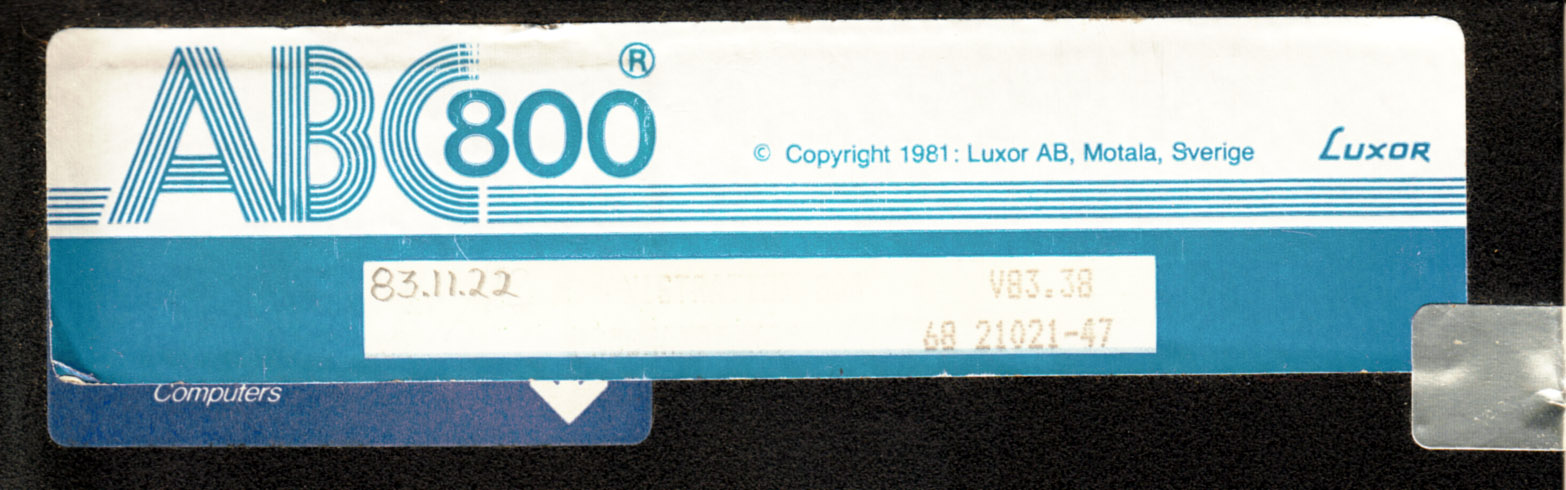 ABC800®
© Copyright 1981: Luxor AB, Motala, Sverige
LUXOR
83.11.22
V83.38
68 21021-47
Computers